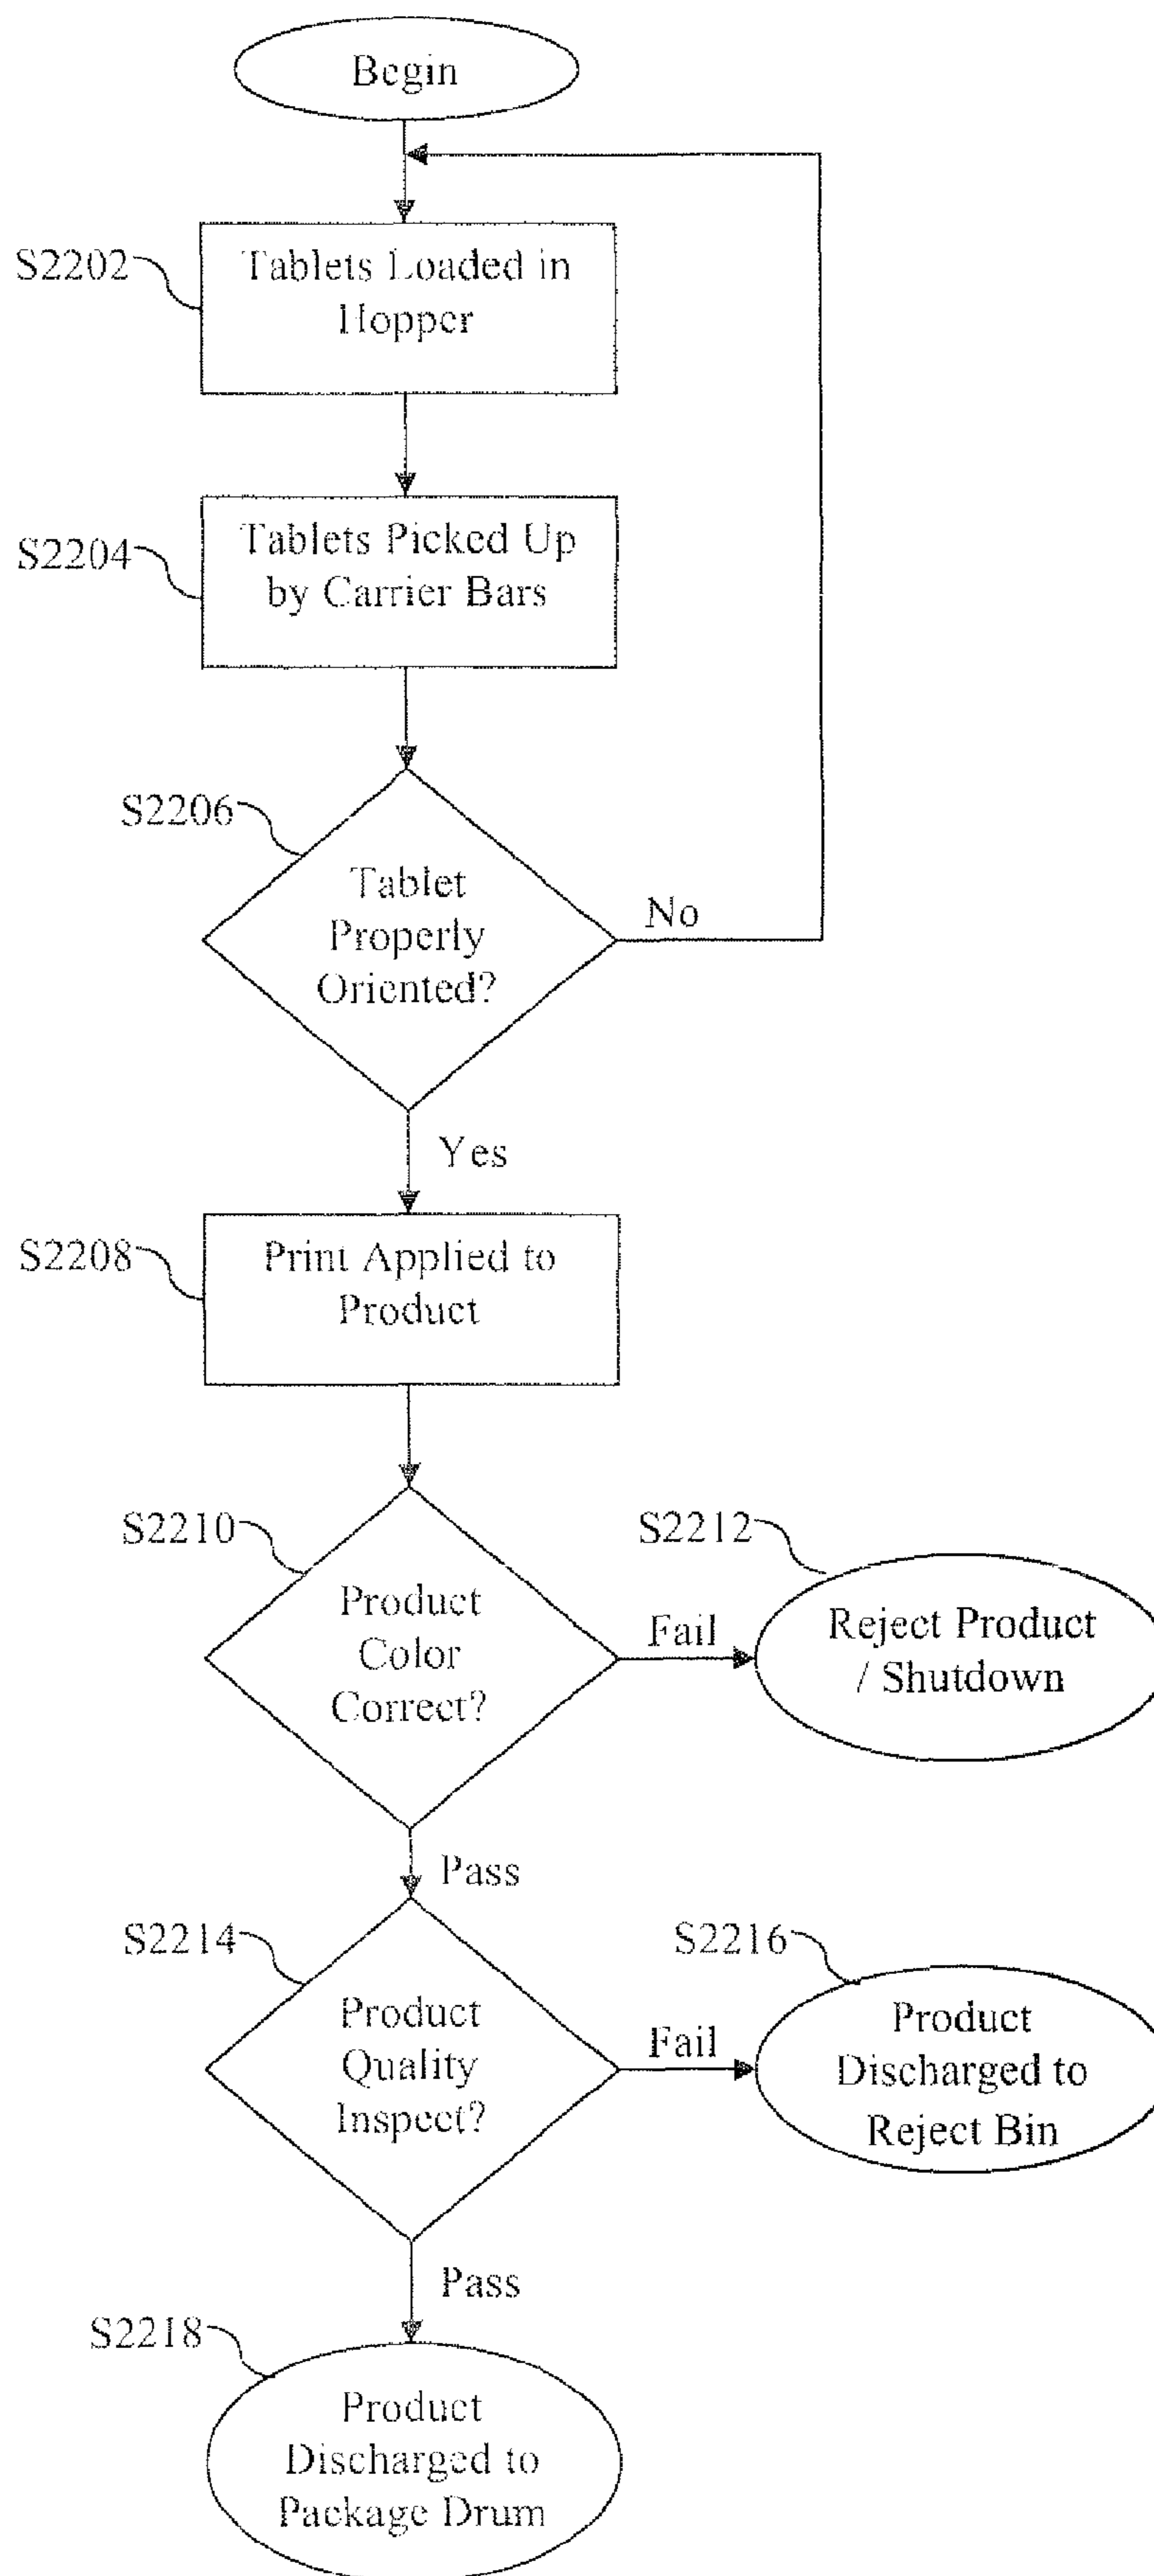 Begin
S2202
Tablets Loaded in
Hopper
S2204
Tablets Picked Up
by Carrier Bars
S2206
Tablet
Properly
Oriented?
No
Yes
S2208
Print Applied to
Product
S2210
Product
Color
Correct?
Fail
S2212
Reject Product
/ Shutdown
Pass
S2214
Product
Quality
Inspect?
Fail
S2216
Product
Discharged to
Reject Bin
Pass
S2218
Product
Discharged to
Package Drum